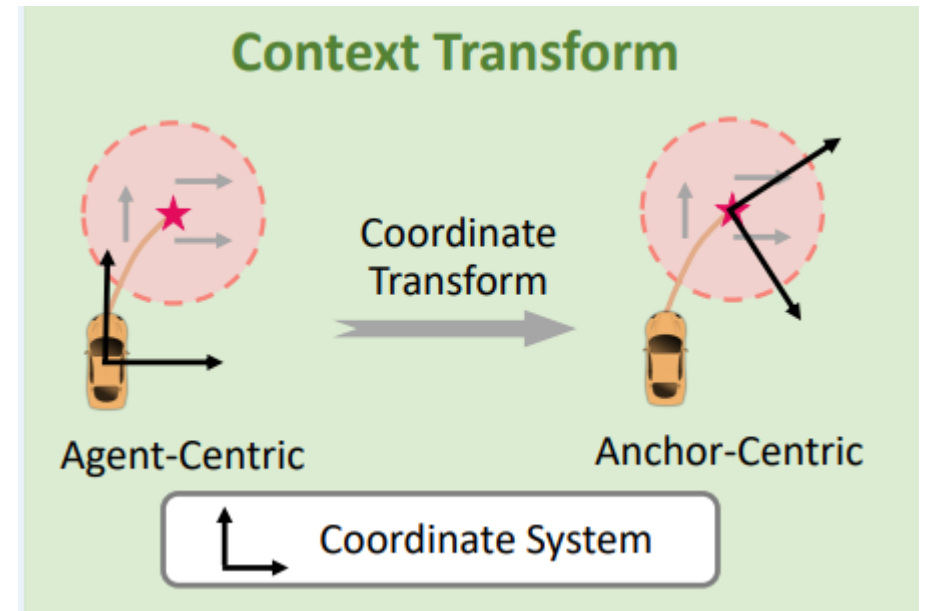 Context Transform
Coordinate
Transform
Agent-Centric
Anchor-Centric
Coordinate System